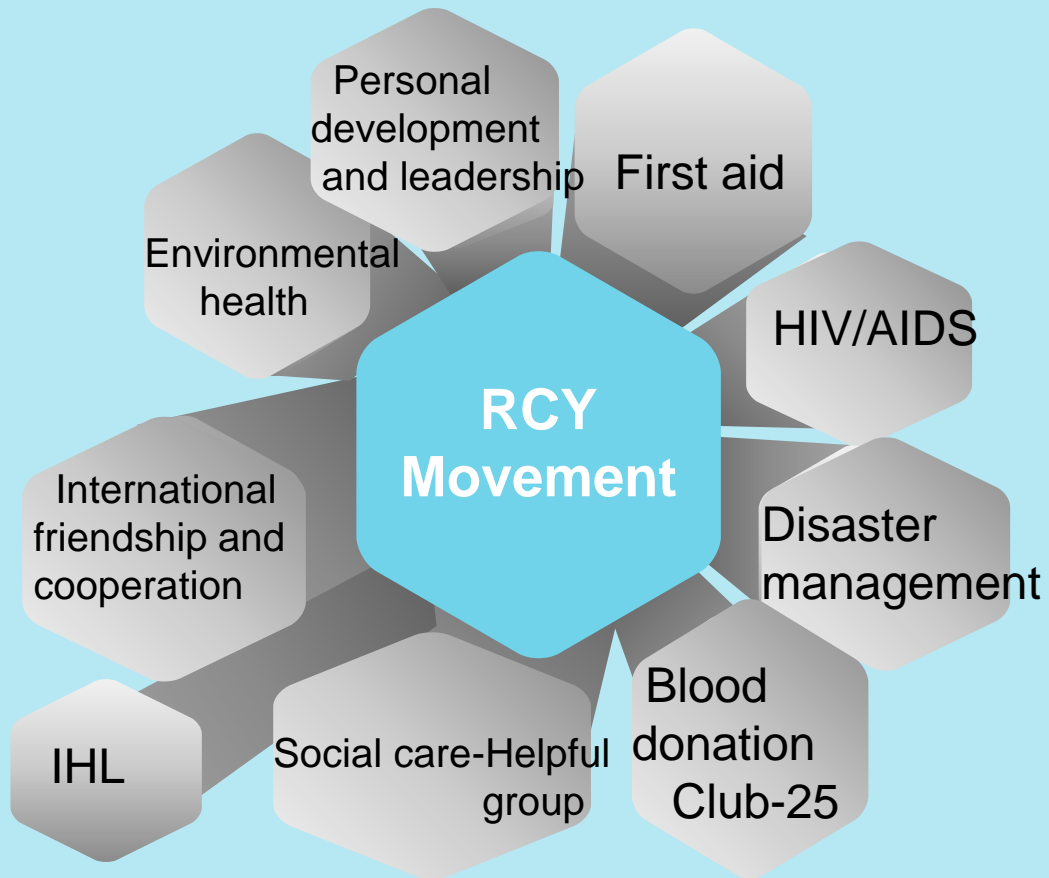 Personal
development
and leadership
First aid
Environmental
health
HIV/AIDS
RCY
Movement
International
friendship and
cooperation
Disaster
management
Blood
donation
Club-25
Social care-Helpful
group
IHL